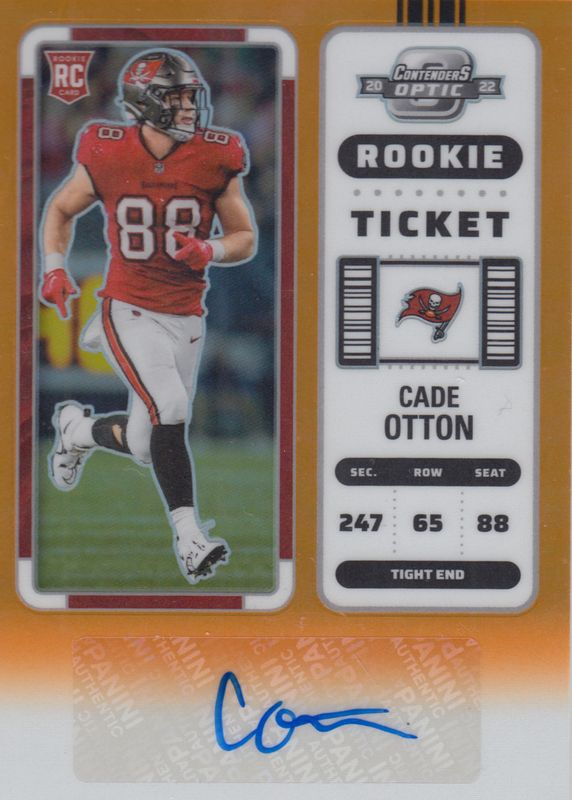 ROOKIE
RC
CARD
88
BUCCANEERS
88
20 CONTENDERS 22
OPTIC
ROOKIE
TICKET
CADE
OTTON
SEC. ROW SEAT
247 65 88
TIGHT END
PANINI
AUTHENTIC